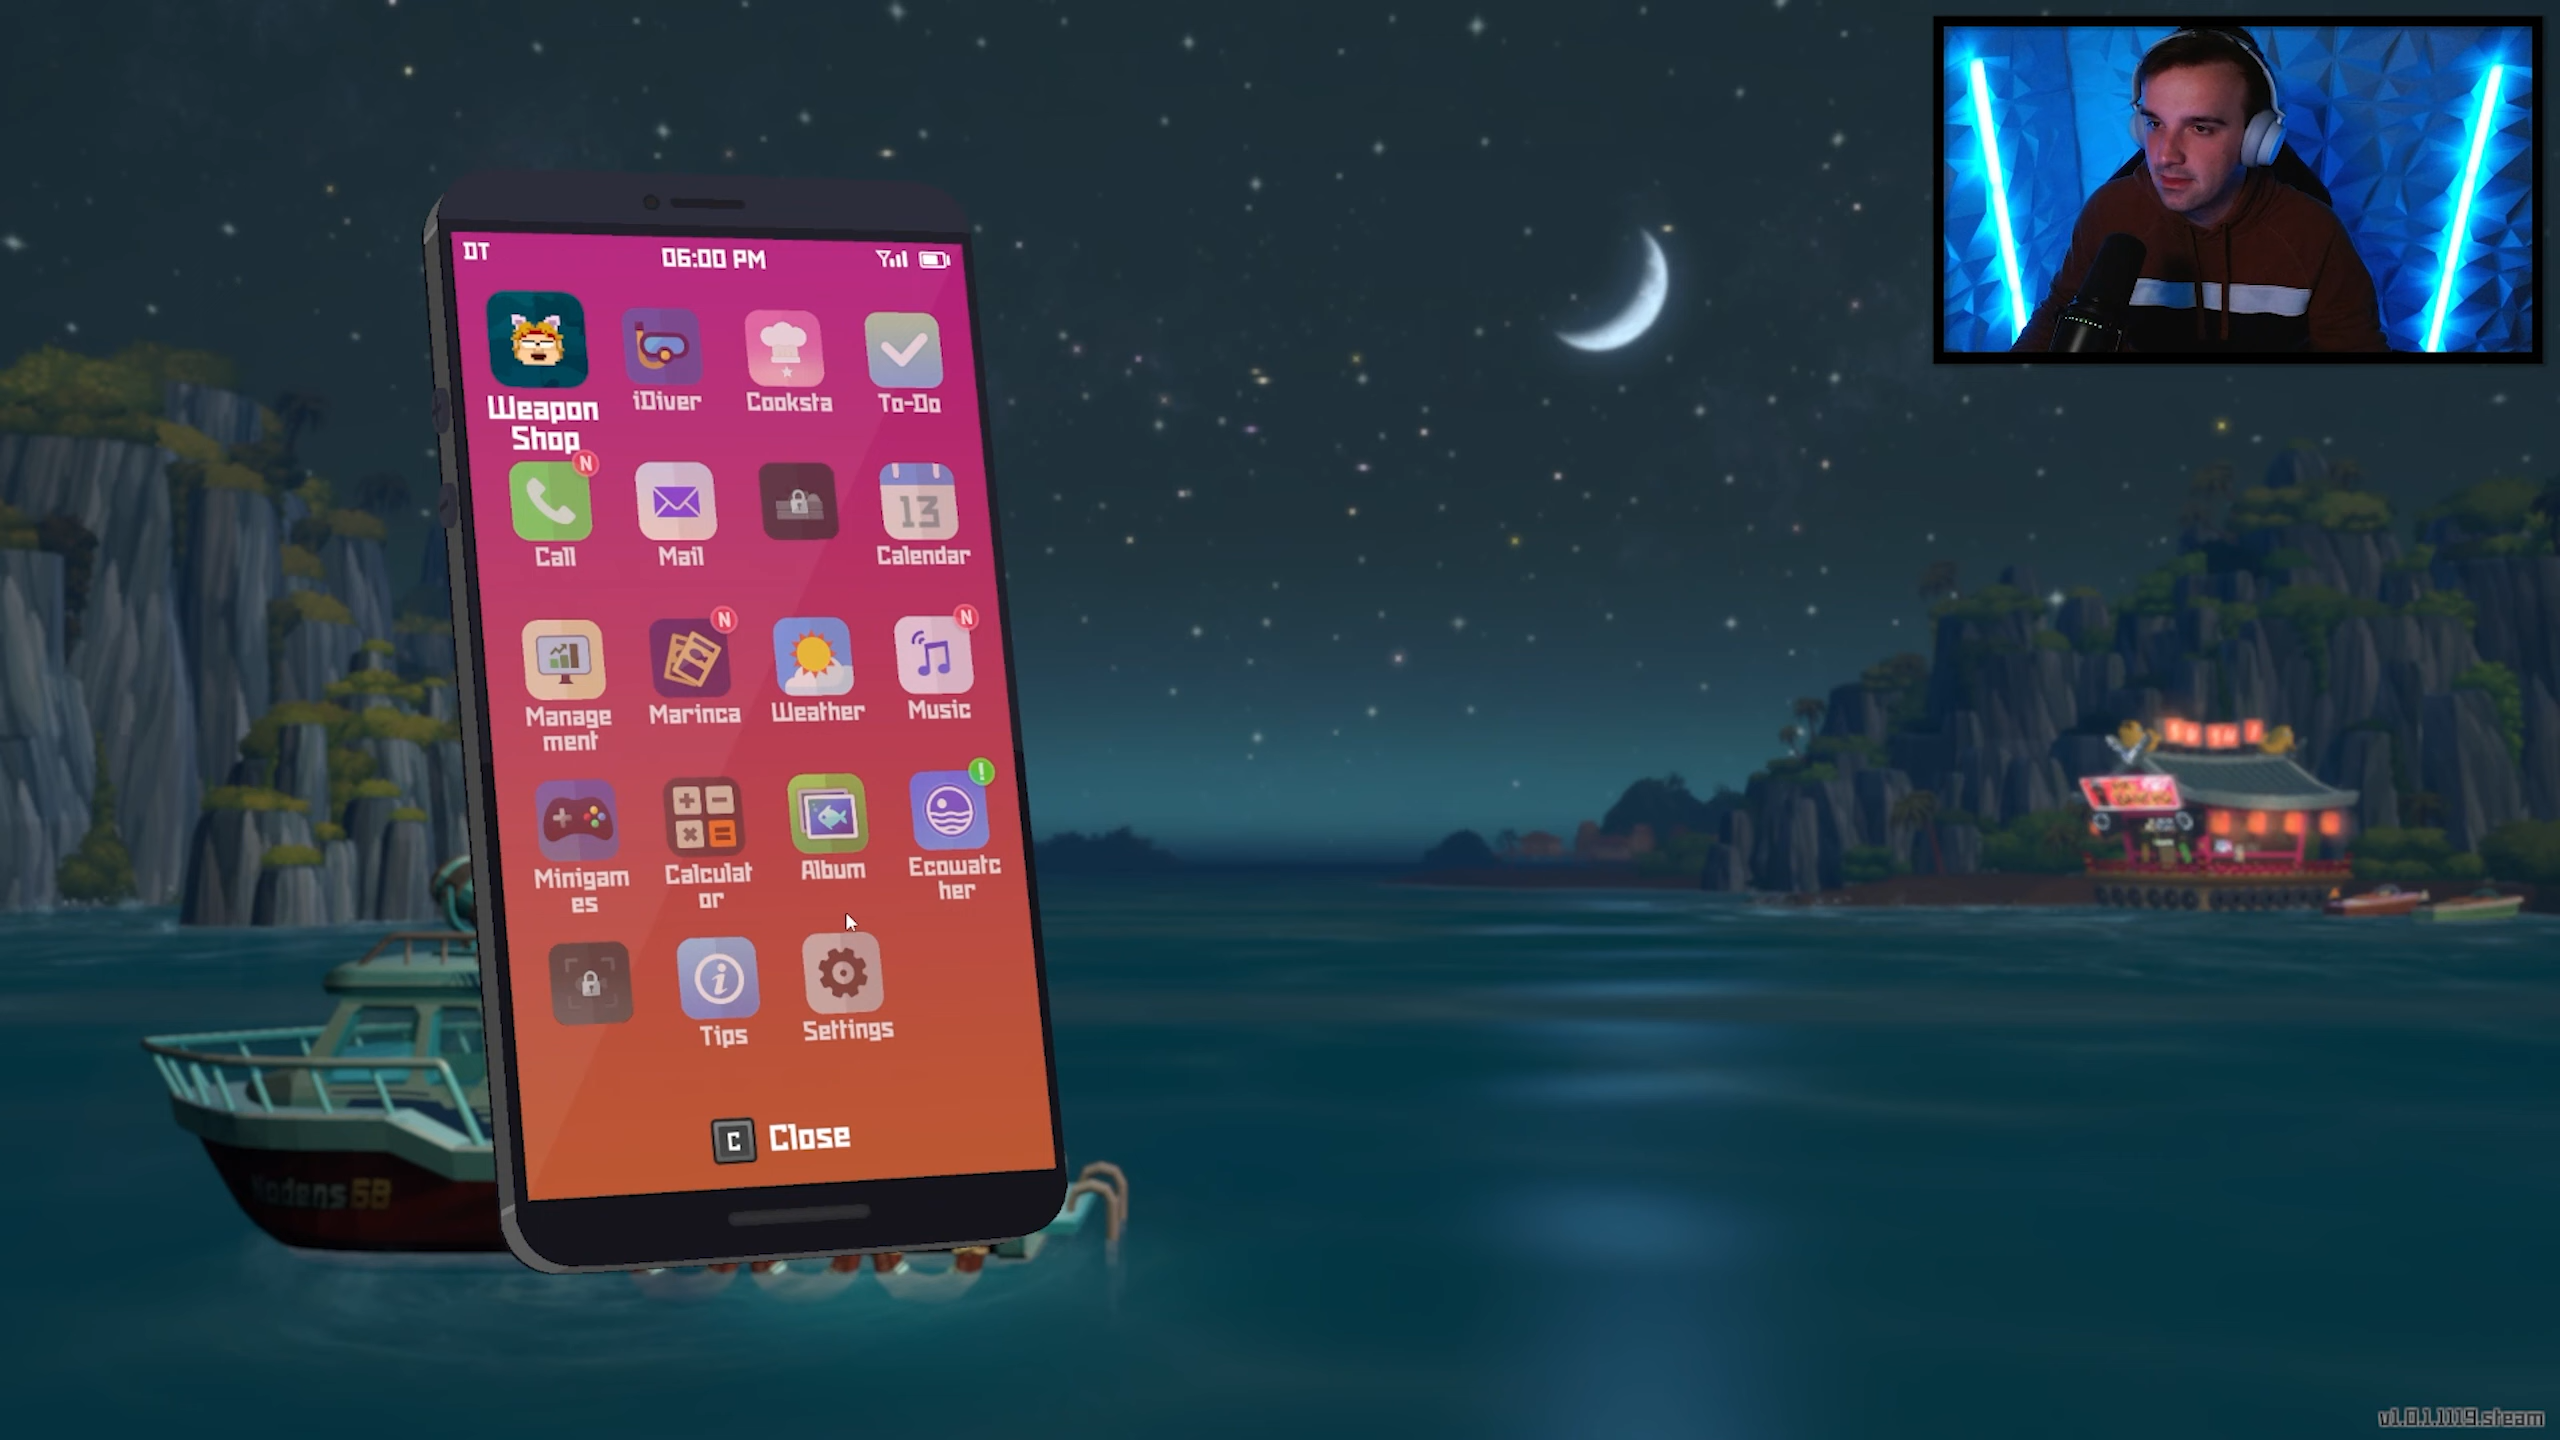 DT
06:00 PM
Weapon
Shop
iDiver
Cooksta
To-Do
N
Call
Mail
13
Calendar
N
N
Manage
ment
Marinca
Weather
Music
!
Minigam
es
Calculat
or
Album
Ecowatc
her
Tips
Settings
C Close
SUSHI
v1.0.1.1119.steam